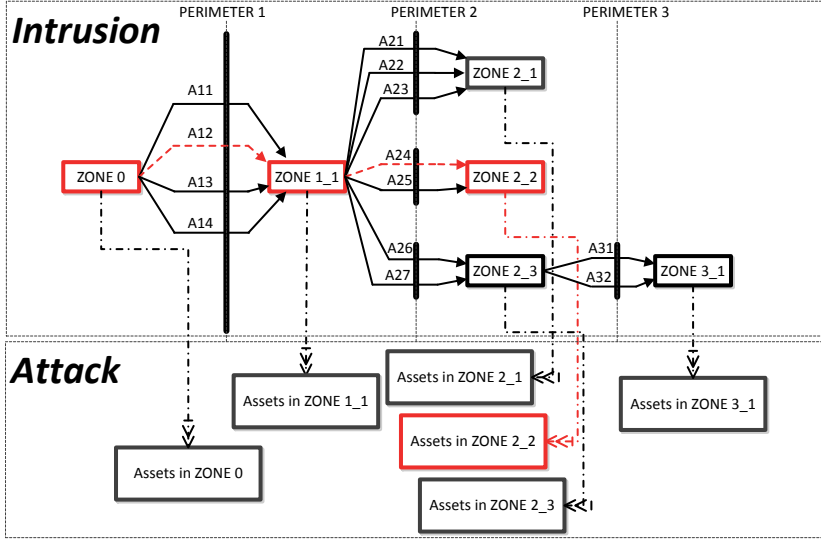 PERIMETER 1
PERIMETER 2
PERIMETER 3
Intrusion
A21
A22
A23
ZONE 2_1
A11
A12
A13
A14
ZONE 0
ZONE 1_1
A24
A25
ZONE 2_2
A26
A27
ZONE 2_3
A31
A32
ZONE 3_1
Attack
Assets in ZONE 1_1
Assets in ZONE 2_1
Assets in ZONE 3_1
Assets in ZONE 2_2
Assets in ZONE 0
Assets in ZONE 2_3